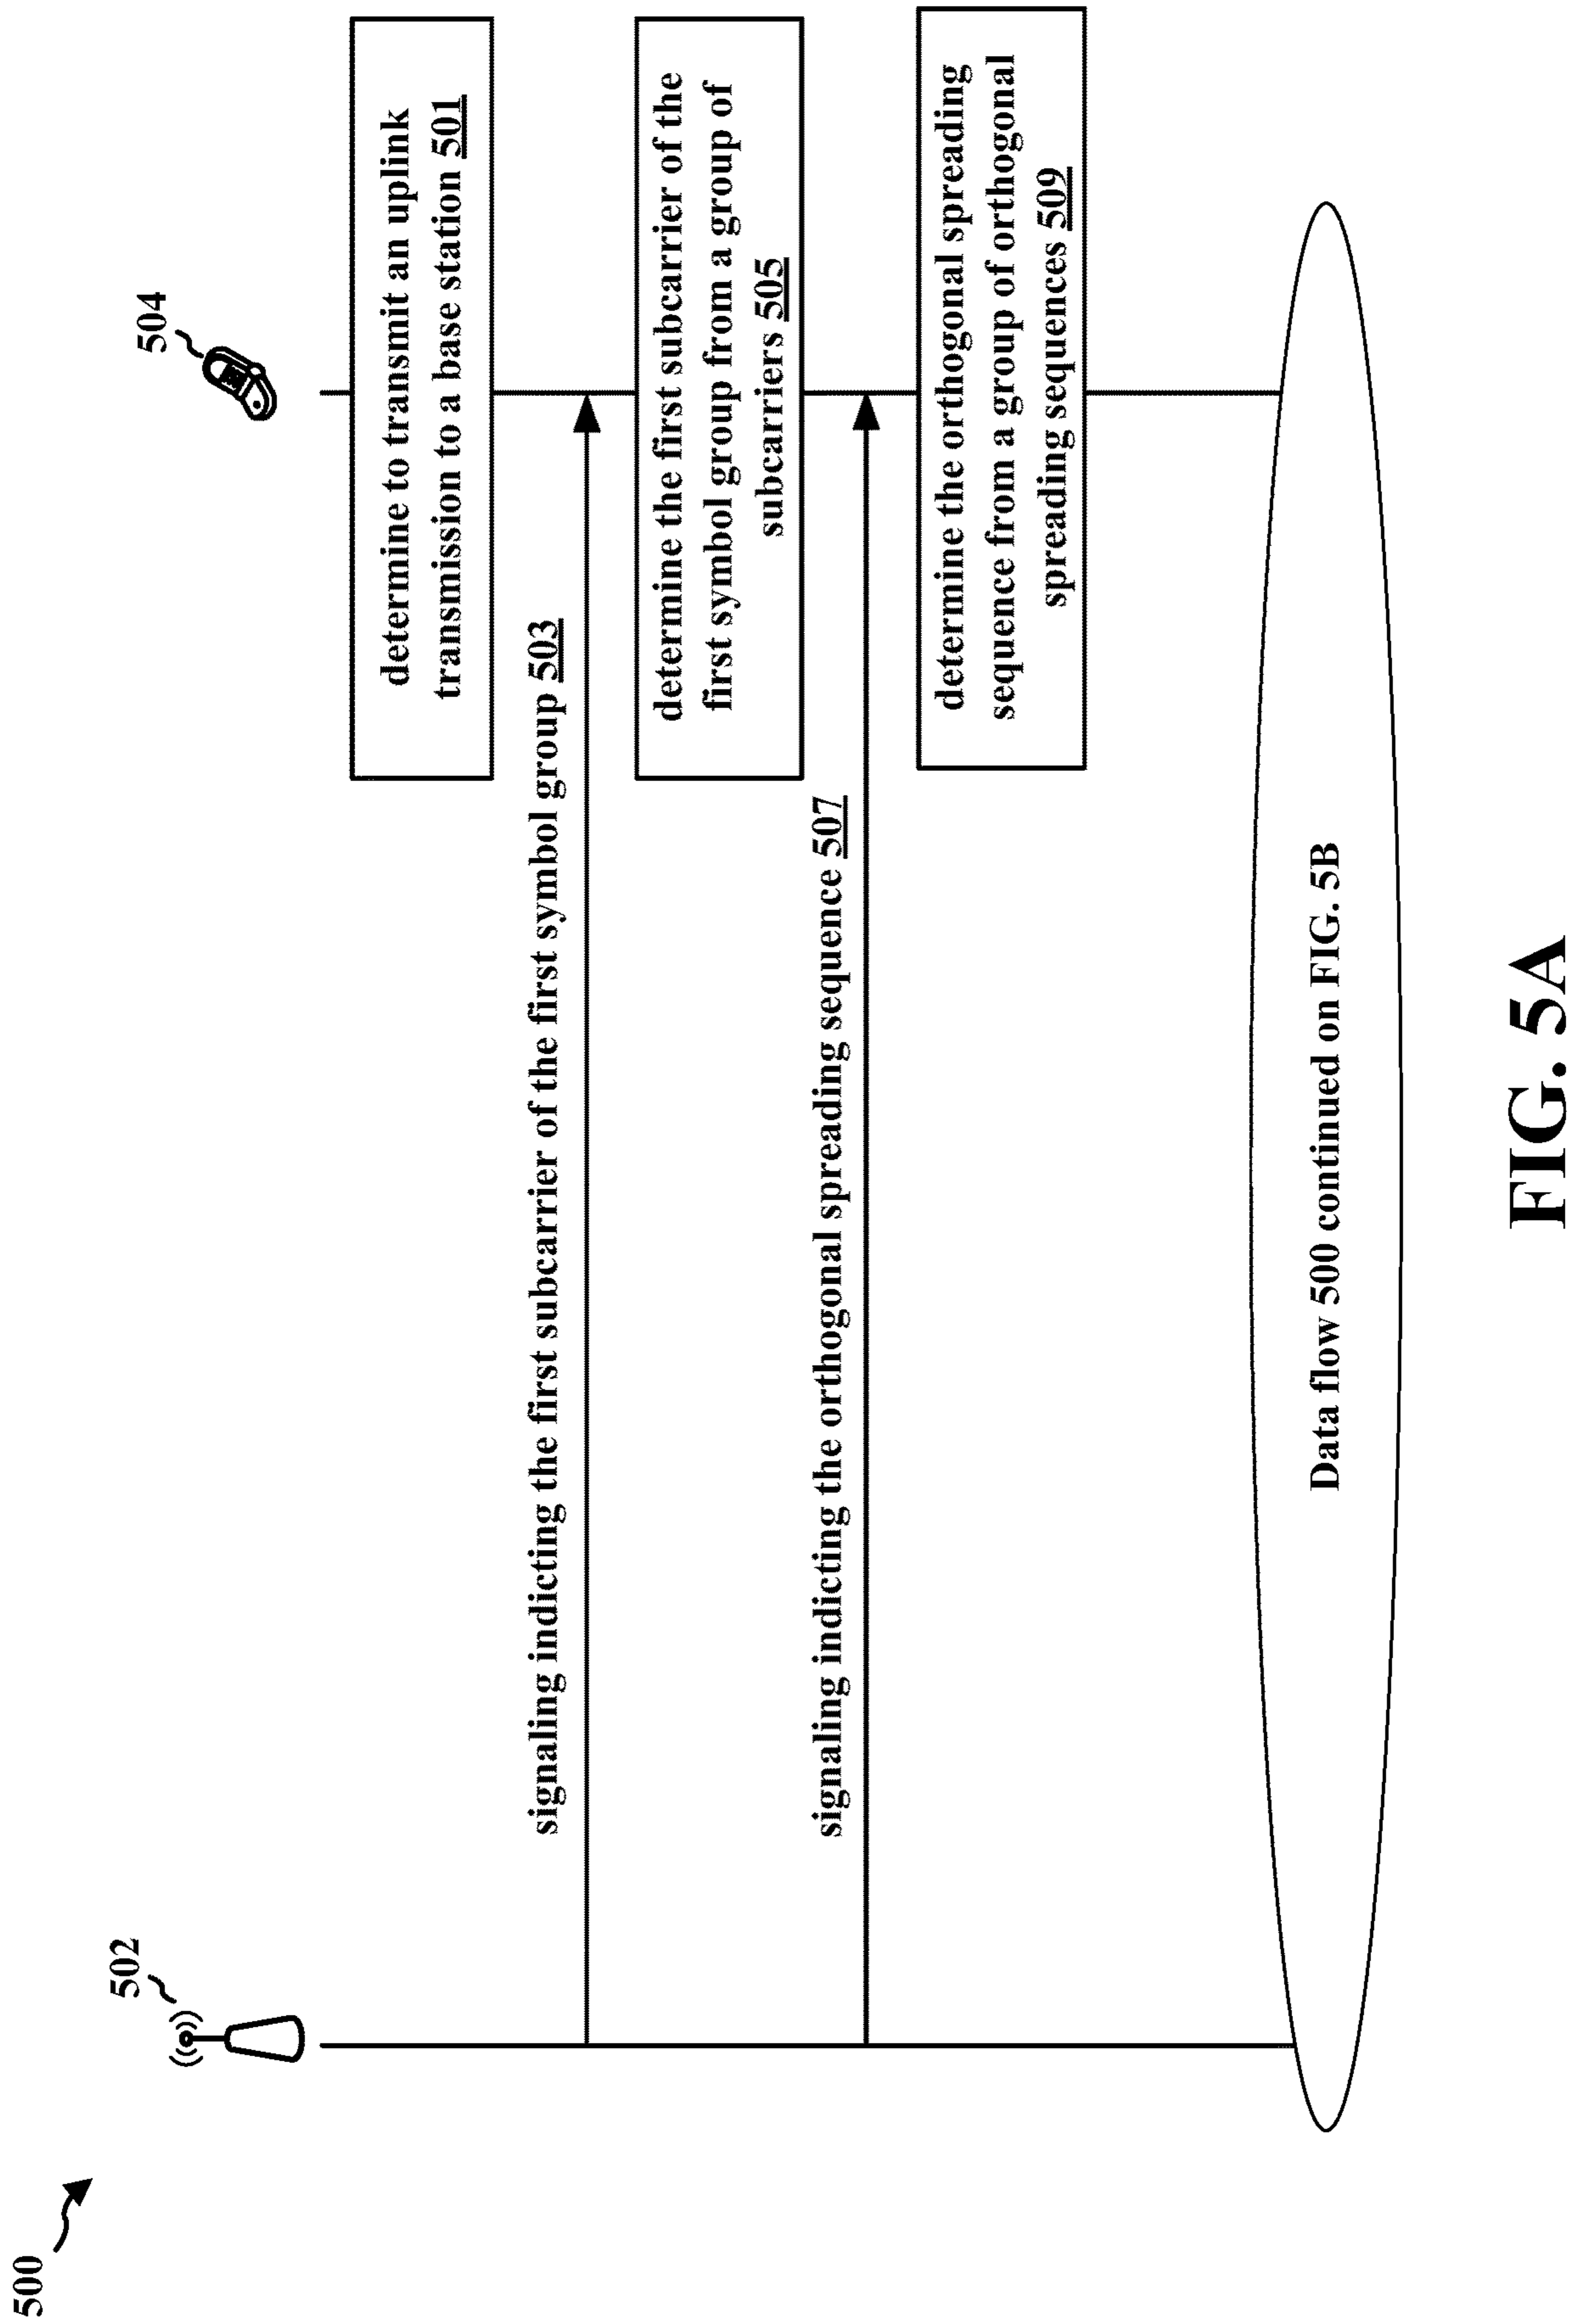 500
502
504
determine to transmit an uplink
transmission to a base station 501
signaling indicting the first subcarrier of the first symbol group 503
determine the first subcarrier of the
first symbol group from a group of
subcarriers 505
signaling indicting the orthogonal spreading sequence 507
determine the orthogonal spreading
sequence from a group of orthogonal
spreading sequences 509
Data flow 500 continued on FIG. 5B
FIG. 5A